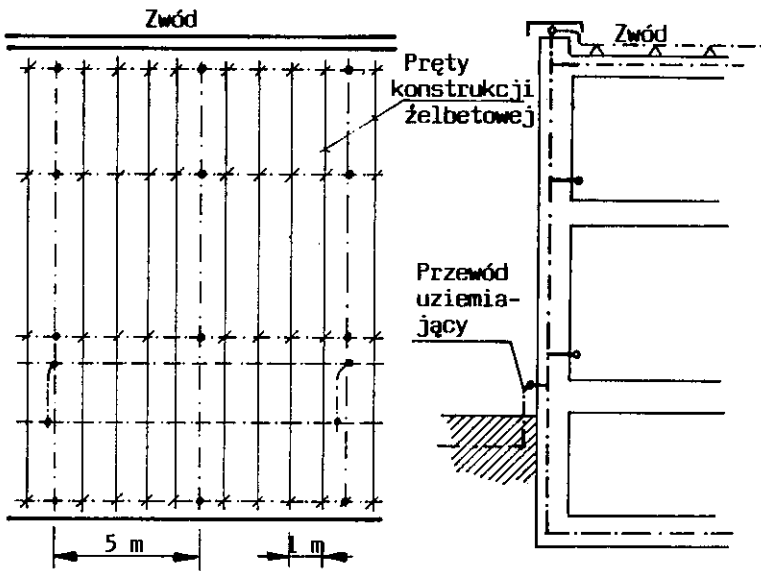 Zwód
Pręty
konstrukcji
żelbetowej
Zwód
Przewód
uziemia-
jący
5 m
1 m